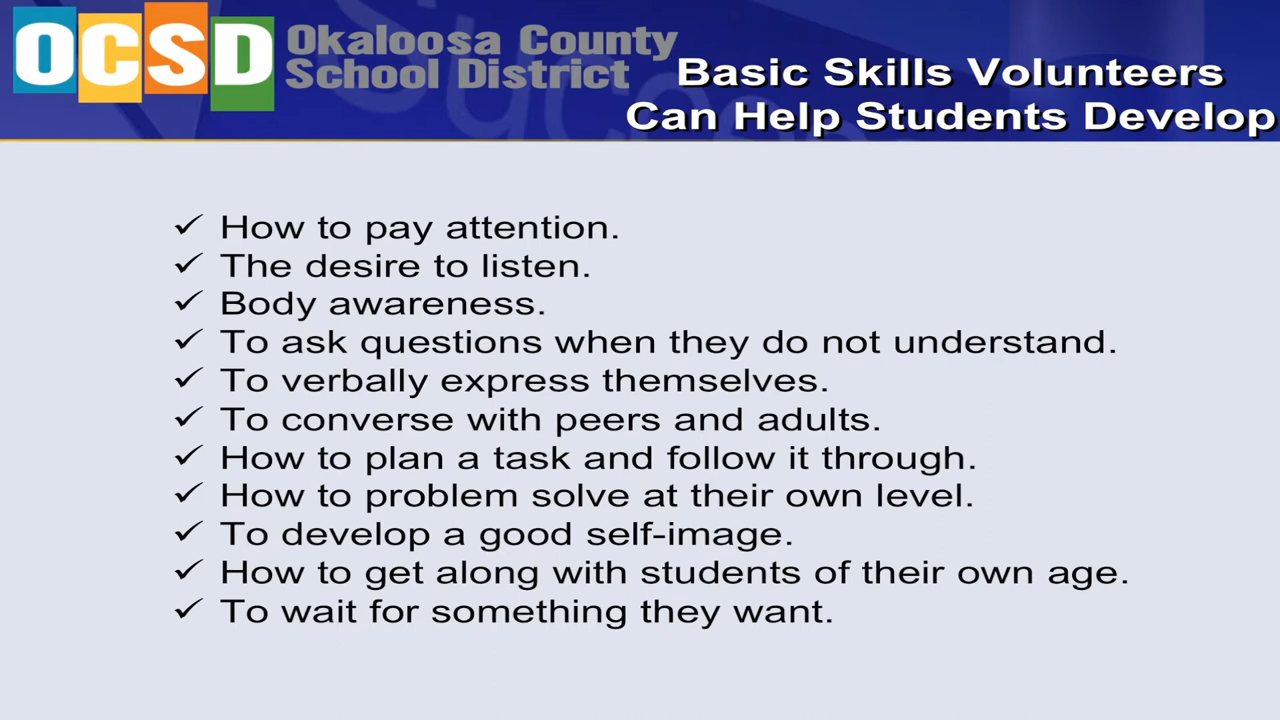 OCSD
Okaloosa County
School District
Basic Skills Volunteers
Can Help Students Develop
✓ How to pay attention.
✓ The desire to listen.
✓ Body awareness.
✓ To ask questions when they do not understand.
✓ To verbally express themselves.
✓ To converse with peers and adults.
✓ How to plan a task and follow it through.
✓ How to problem solve at their own level.
✓ To develop a good self-image.
✓ How to get along with students of their own age.
✓ To wait for something they want.